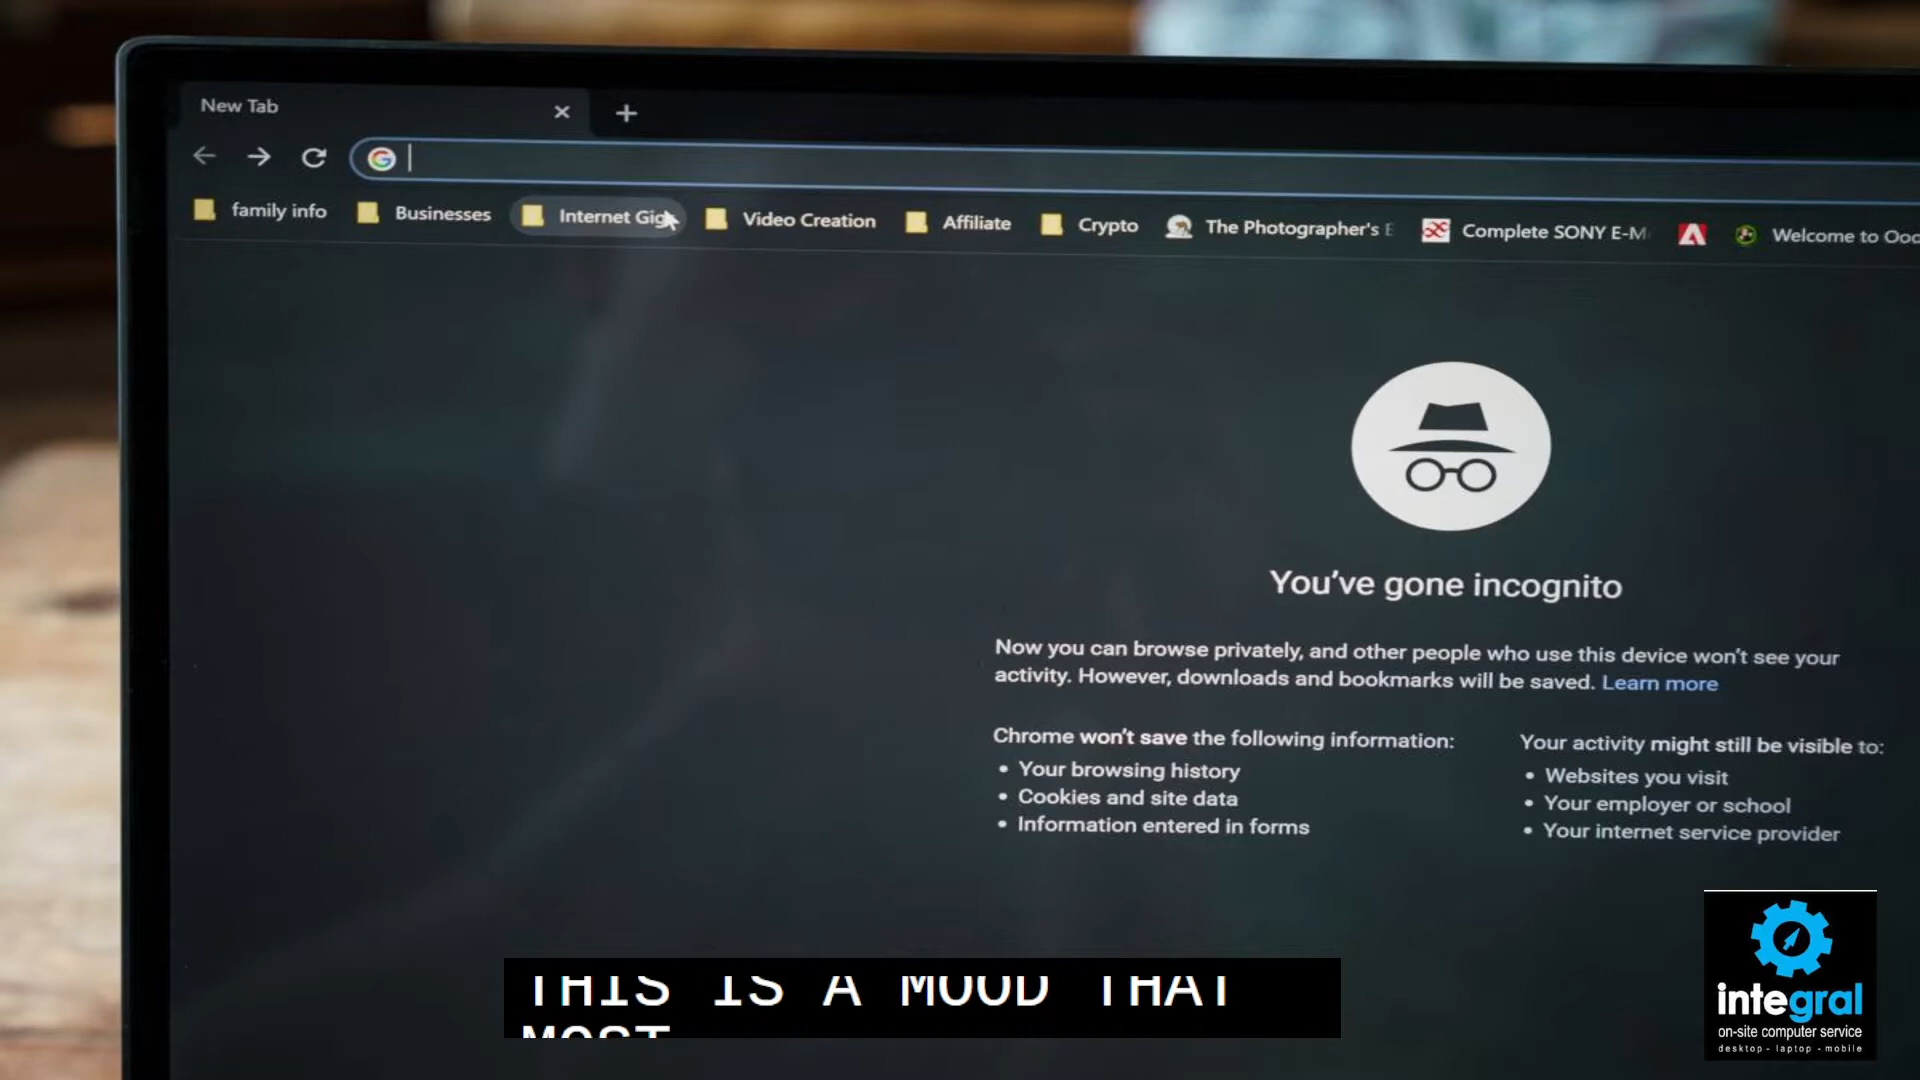 New Tab
family info
Businesses
Internet Gig
Video Creation
Affiliate
Crypto
The Photographer's E
Complete SONY E-M
Welcome to Ooo
You've gone incognito
Now you can browse privately, and other people who use this device won't see your
activity. However, downloads and bookmarks will be saved. Learn more
Chrome won't save the following information:
• Your browsing history
• Cookies and site data
• Information entered in forms
Your activity might still be visible to:
• Websites you visit
• Your employer or school
• Your internet service provider
THIS IS A MOOD THAT
MOST
integral
on-site computer service
desktop - laptop - mobile